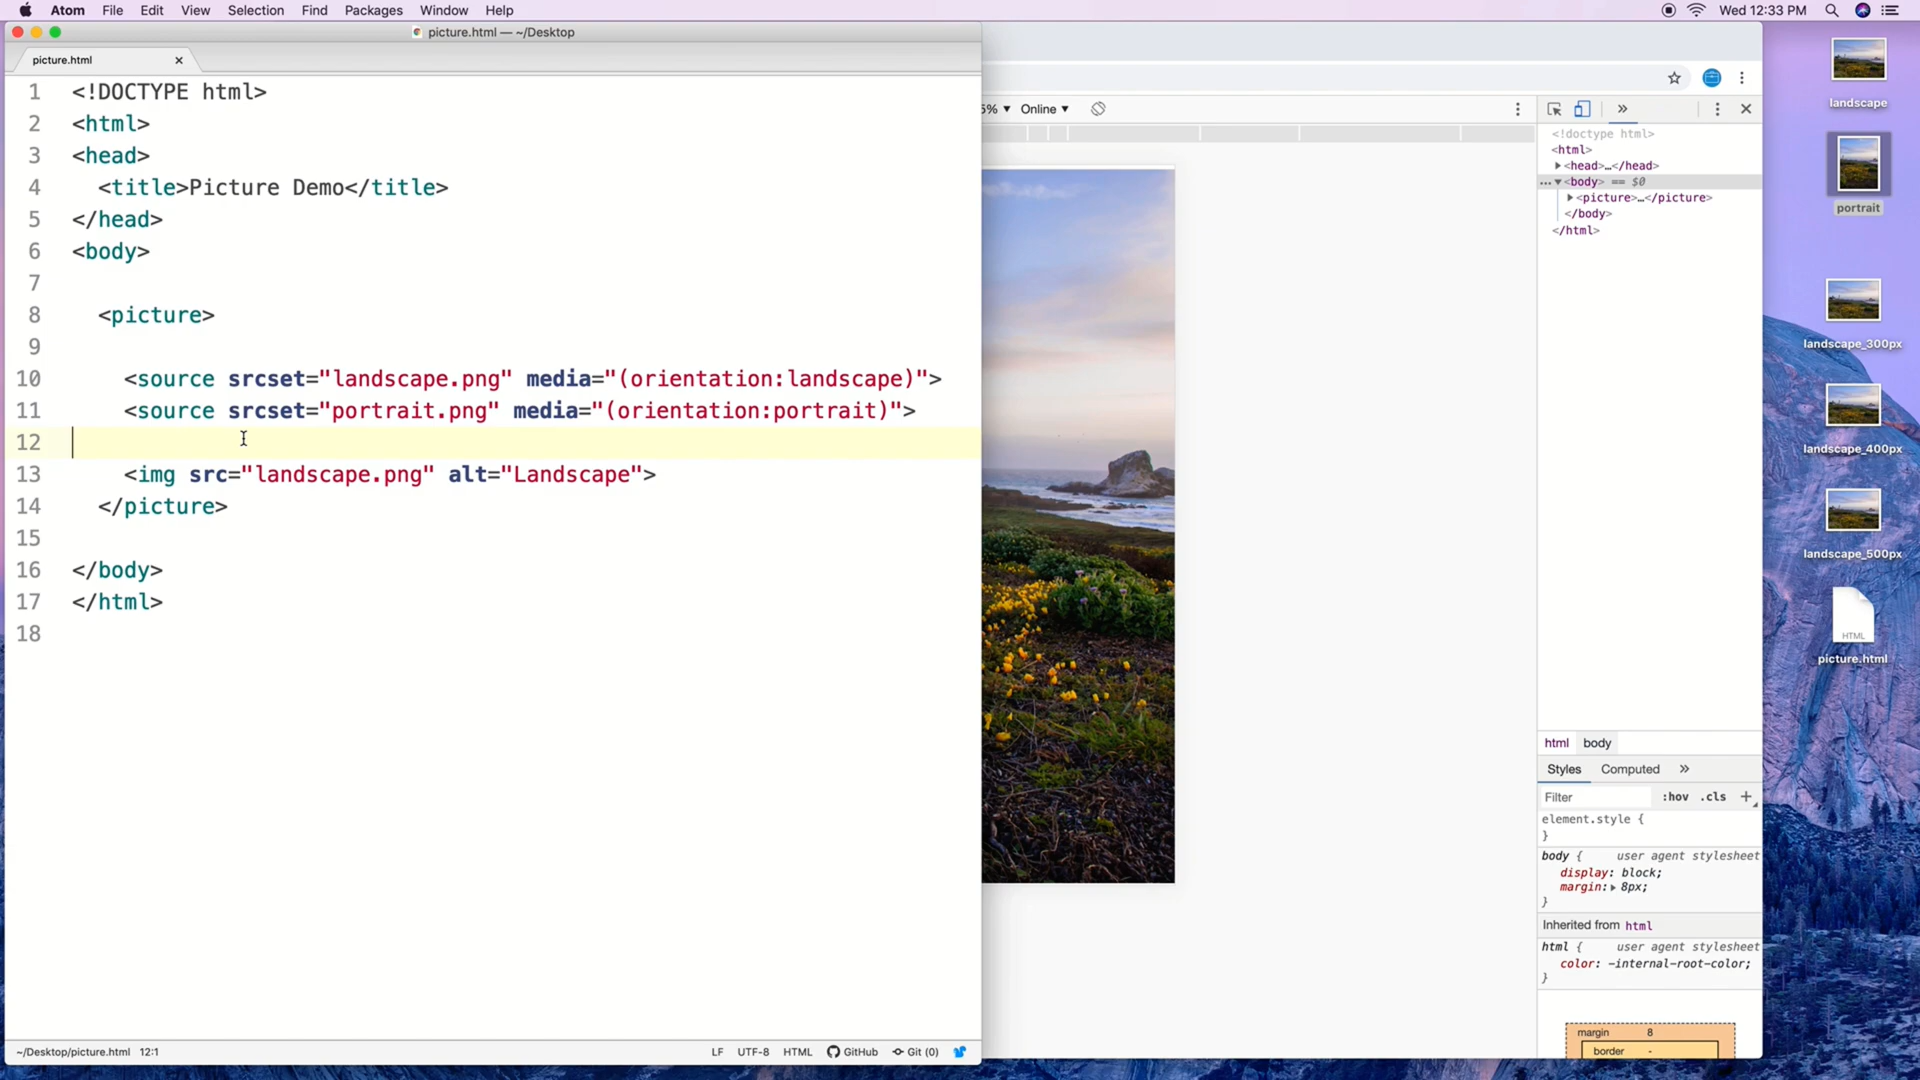 Atom File Edit View Selection Find Packages Window Help
Wed 12:33 PM
picture.html — ~/Desktop
picture.html
1 <!DOCTYPE html>
2 <html>
3 <head>
4 <title>Picture Demo</title>
5 </head>
6 <body>
7
8 <picture>
9
10 <source srcset="landscape.png" media="(orientation:landscape)">
11 <source srcset="portrait.png" media="(orientation:portrait)">
12
13 <img src="landscape.png" alt="Landscape">
14 </picture>
15
16 </body>
17 </html>
18
~/Desktop/picture.html 12:1
LF UTF-8 HTML GitHub Git (0)
% Online
<!doctype html>
<html>
<head>…</head>
<body> == $0
<picture>…</picture>
</body>
</html>
html body
Styles Computed
Filter :hov .cls +
element.style {
}
body { user agent stylesheet
display: block;
margin: 8px;
}
Inherited from html
html { user agent stylesheet
color: -internal-root-color;
}
margin 8
border -
landscape
portrait
landscape_300px
landscape_400px
landscape_500px
HTML
picture.html